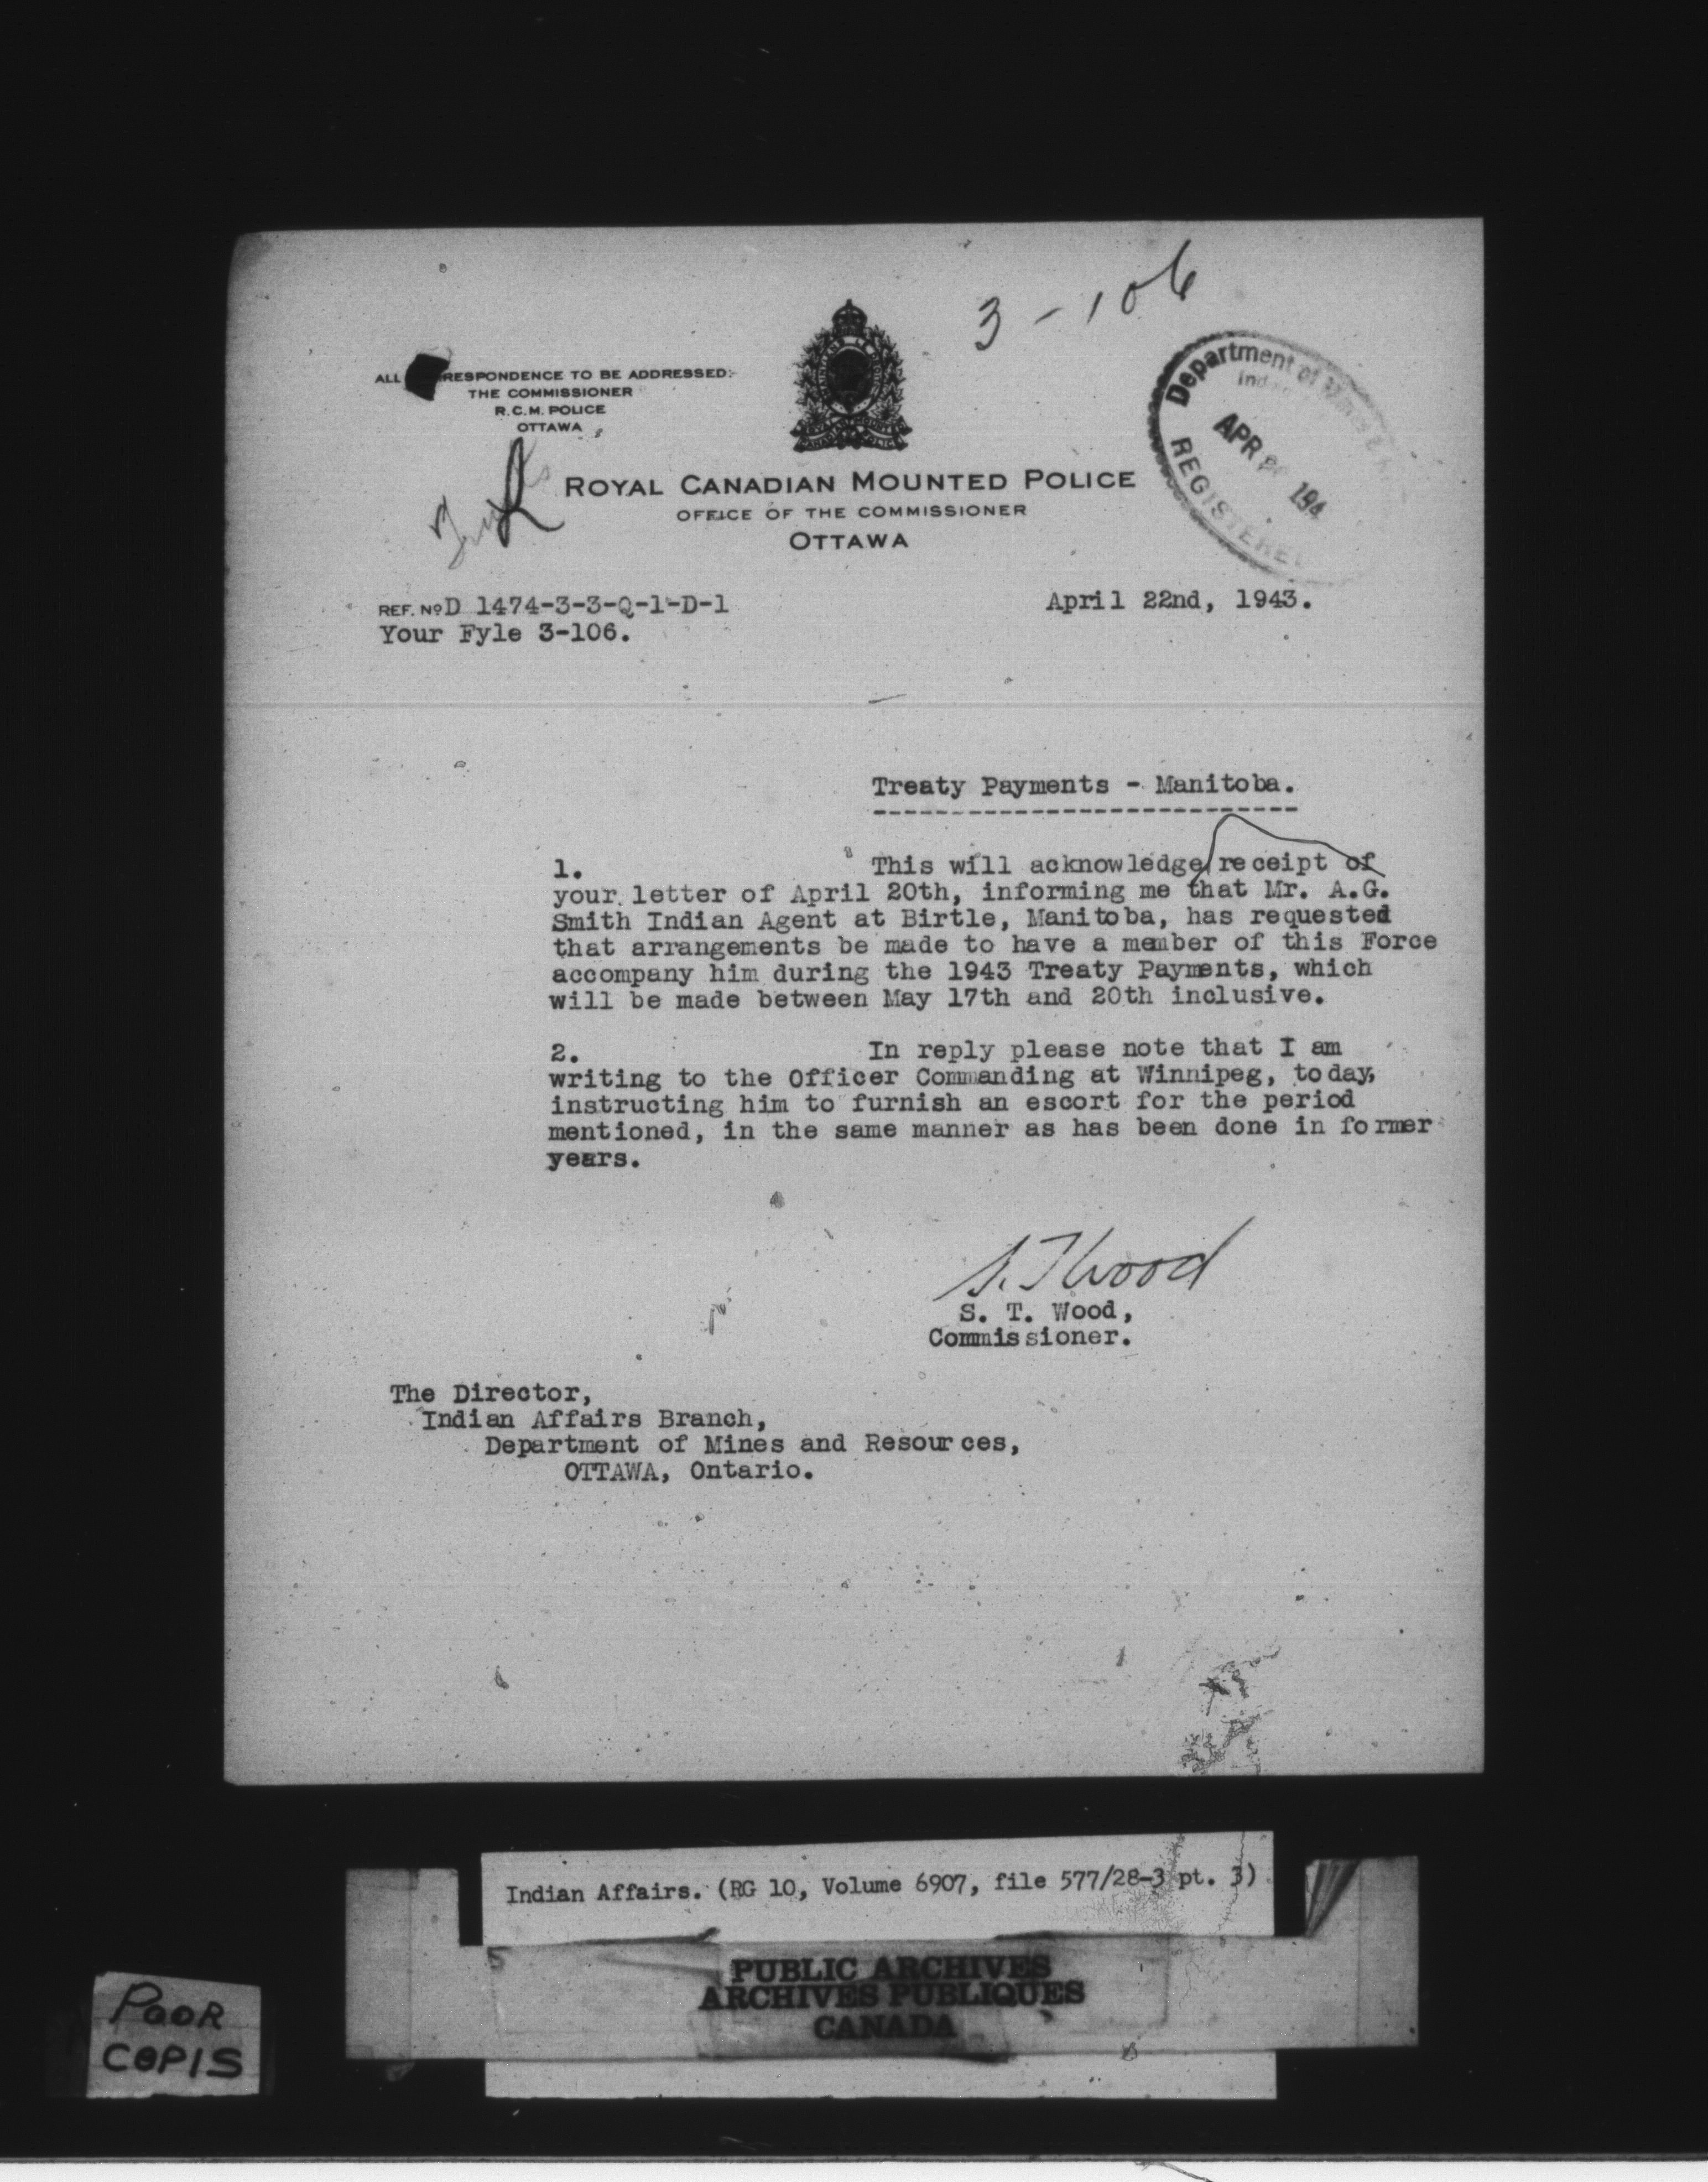 3-106
ALL RESPONDENCE TO BE ADDRESSED:-
THE COMMISSIONER
R.C.M. POLICE
OTTAWA
Department of Mines &
APR 194
REGISTERED
ROYAL CANADIAN MOUNTED POLICE
OFFICE OF THE COMMISSIONER
OTTAWA
REF. No D 1474-3-3-Q-1-D-1
April 22nd, 1943.
Your Fyle 3-106.
Treaty Payments - Manitoba.
1. This will acknowledge receipt of
your letter of April 20th, informing me that Mr. A.G.
Smith Indian Agent at Birtle, Manitoba, has requested
that arrangements be made to have a member of this Force
accompany him during the 1943 Treaty Payments, which
will be made between May 17th and 20th inclusive.
2. In reply please note that I am
writing to the Officer Commanding at Winnipeg, today,
instructing him to furnish an escort for the period
mentioned, in the same manner as has been done in former
years.
S. T. Wood
S. T. Wood,
Commissioner.
The Director,
Indian Affairs Branch,
Department of Mines and Resources,
OTTAWA, Ontario.
Indian Affairs. (RG 10, Volume 6907, file 577/28-3 pt. 3)
5
PUBLIC ARCHIVES
ARCHIVES PUBLIQUES
CANADA
POOR
COPIS